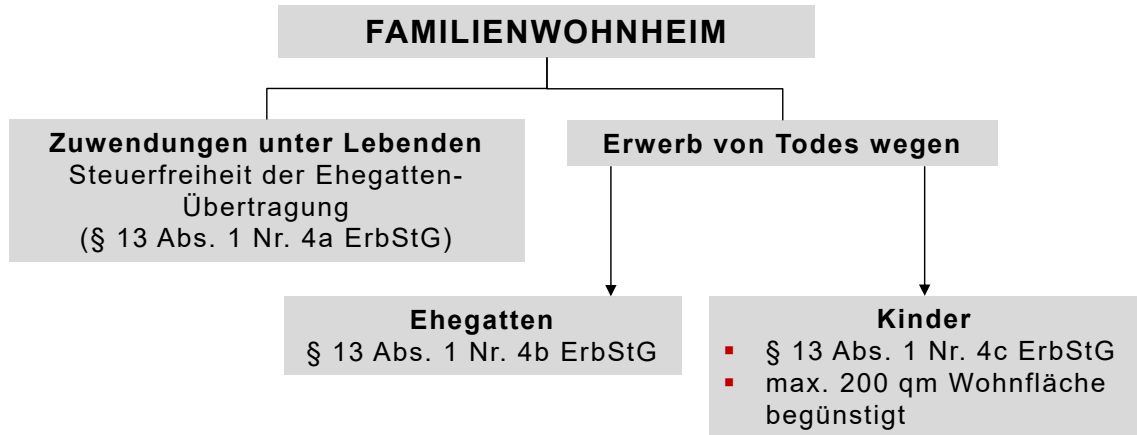 FAMILIENWOHNHEIM
Zuwendungen unter Lebenden
Steuerfreiheit der Ehegatten-
Übertragung
(§ 13 Abs. 1 Nr. 4a ErbStG)
Erwerb von Todes wegen
Ehegatten
§ 13 Abs. 1 Nr. 4b ErbStG
Kinder
▪ § 13 Abs. 1 Nr. 4c ErbStG
▪ max. 200 qm Wohnfläche
begünstigt